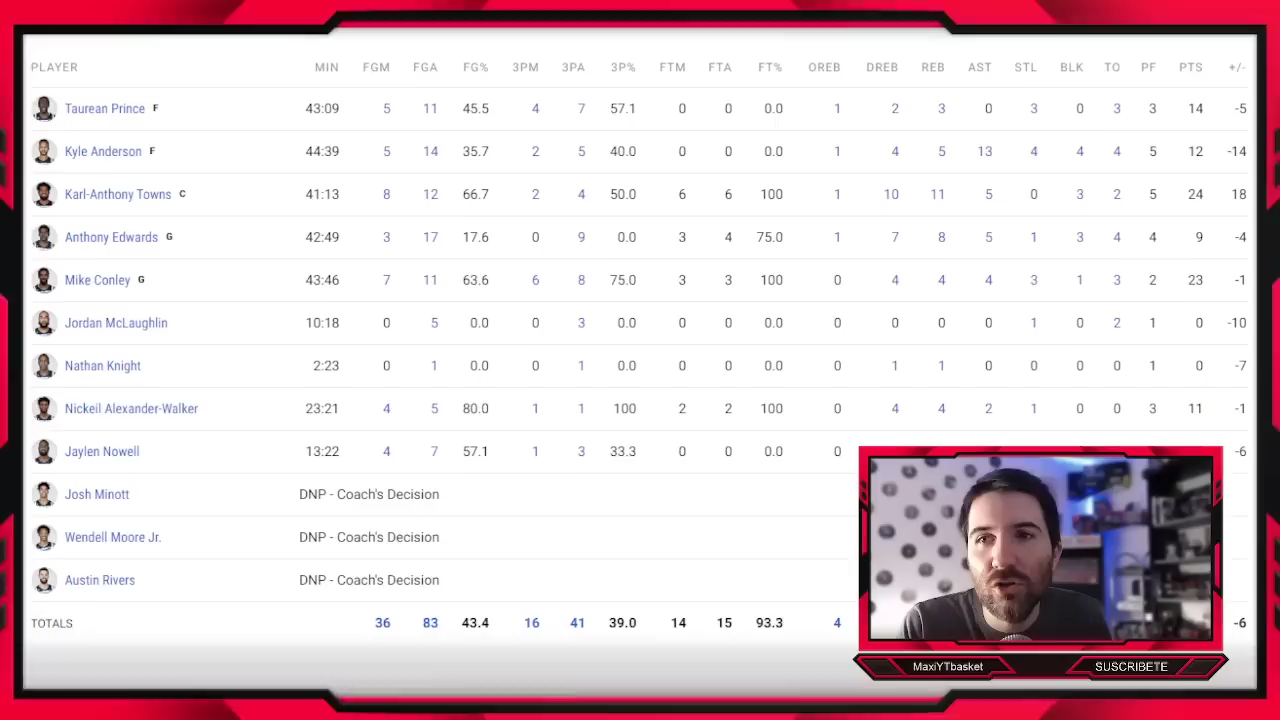 PLAYER MIN FGM FGA FG% 3PM 3PA 3P% FTM FTA FT% OREB DREB REB AST STL BLK TO PF PTS +/-
Taurean Prince F 43:09 5 11 45.5 4 7 57.1 0 0 0.0 1 2 3 0 3 0 3 3 14 -5
Kyle Anderson F 44:39 5 14 35.7 2 5 40.0 0 0 0.0 1 4 5 13 4 4 4 5 12 -14
Karl-Anthony Towns C 41:13 8 12 66.7 2 4 50.0 6 6 100 1 10 11 5 0 3 2 5 24 18
Anthony Edwards G 42:49 3 17 17.6 0 9 0.0 3 4 75.0 1 7 8 5 1 3 4 4 9 -4
Mike Conley G 43:46 7 11 63.6 6 8 75.0 3 3 100 0 4 4 4 3 1 3 2 23 -1
Jordan McLaughlin 10:18 0 5 0.0 0 3 0.0 0 0 0.0 0 0 0 0 1 0 2 1 0 -10
Nathan Knight 2:23 0 1 0.0 0 1 0.0 0 0 0.0 0 1 1 0 0 0 0 1 0 -7
Nickeil Alexander-Walker 23:21 4 5 80.0 1 1 100 2 2 100 0 4 4 2 1 0 0 3 11 -1
Jaylen Nowell 13:22 4 7 57.1 1 3 33.3 0 0 0.0 0 -6
Josh Minott DNP - Coach's Decision
Wendell Moore Jr. DNP - Coach's Decision
Austin Rivers DNP - Coach's Decision
TOTALS 36 83 43.4 16 41 39.0 14 15 93.3 4 -6
MaxiYTbasket SUSCRIBETE